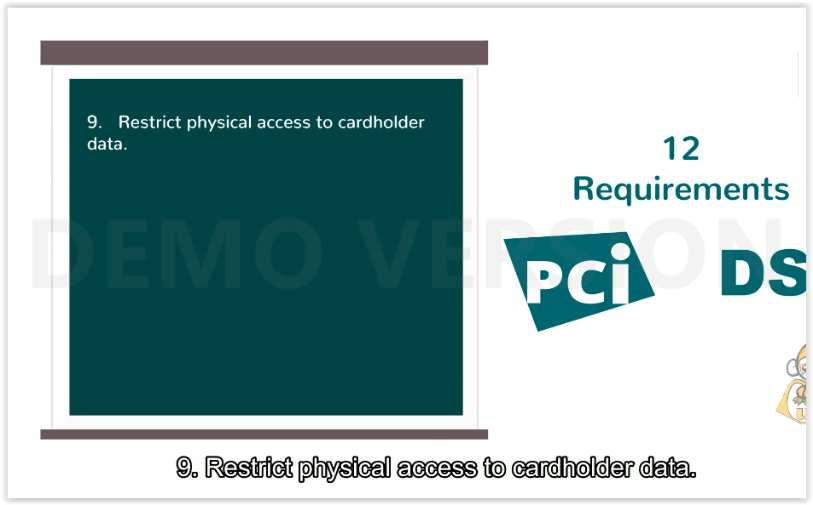 9. Restrict physical access to cardholder
data.
12
Requirements
DEMO VERSION
PCi
DS
9. Restrict physical access to cardholder data.